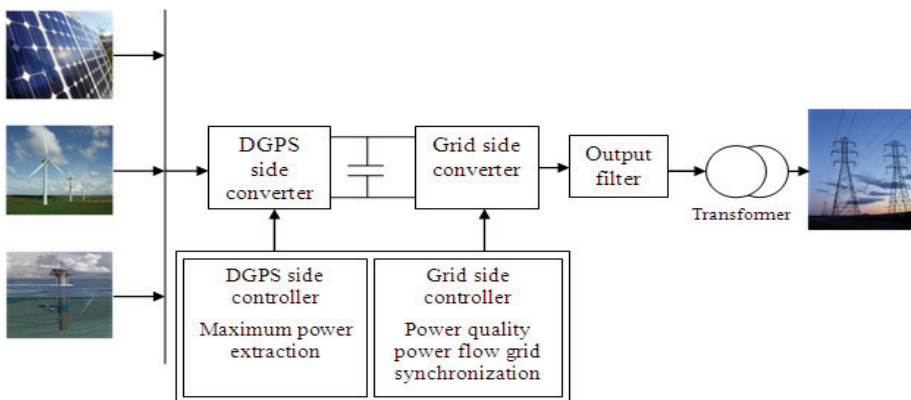 DGPS
side
converter
Grid side
converter
Output
filter
Transformer
DGPS side
controller
Maximum power
extraction
Grid side
controller
Power quality
power flow grid
synchronization